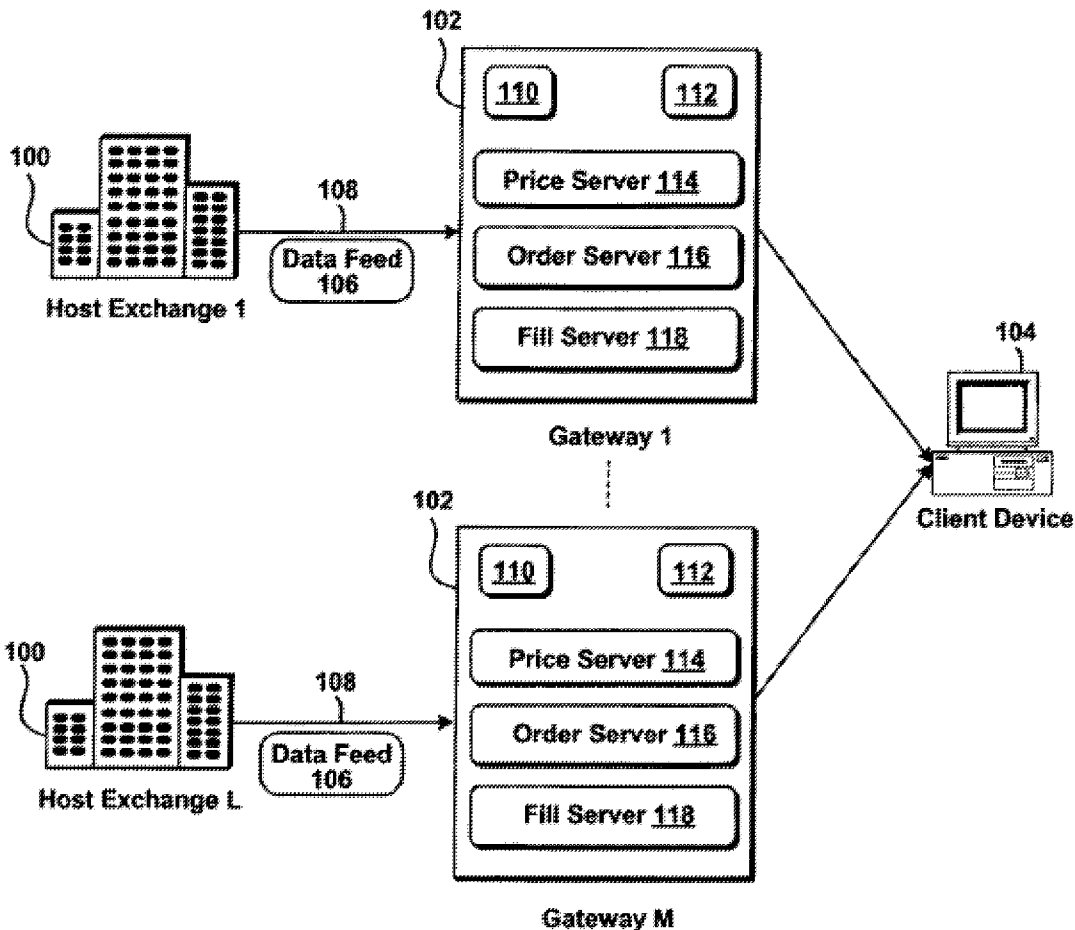 102
110
112
100
108
Price Server 114
Data Feed
106
Order Server 116
Host Exchange 1
Fill Server 118
104
Gateway 1
Client Device
102
110
112
100
108
Price Server 114
Data Feed
106
Order Server 116
Host Exchange L
Fill Server 118
Gateway M